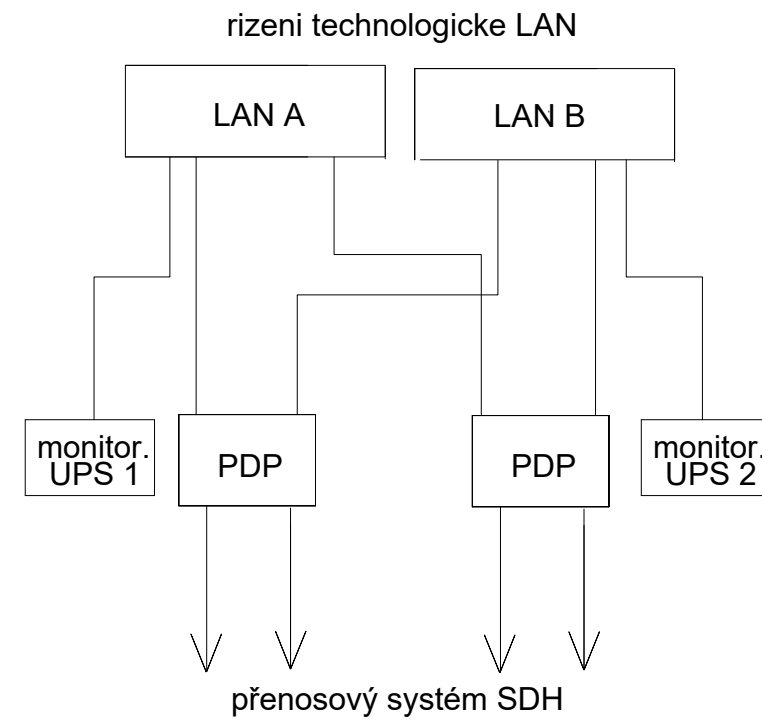 rizeni technologicke LAN
LAN A
LAN B
monitor.
UPS 1
PDP
PDP
monitor.
UPS 2
přenosový systém SDH